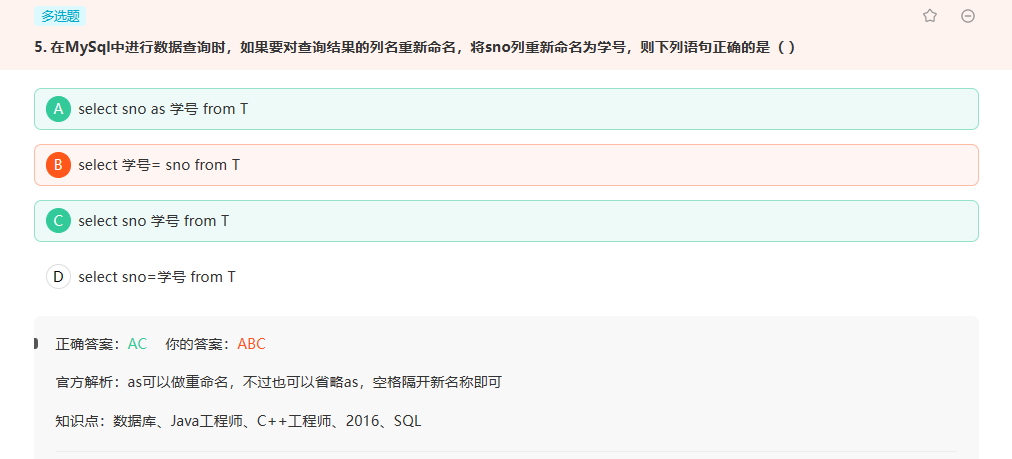 多选题
5. 在MySql中进行数据查询时，如果要对查询结果的列名重新命名，将sno列重新命名为学号，则下列语句正确的是（ ）
A select sno as 学号 from T
B select 学号= sno from T
C select sno 学号 from T
D select sno=学号 from T
正确答案：AC 你的答案：ABC
官方解析：as可以做重命名，不过也可以省略as，空格隔开新名称即可
知识点：数据库、Java工程师、C++工程师、2016、SQL